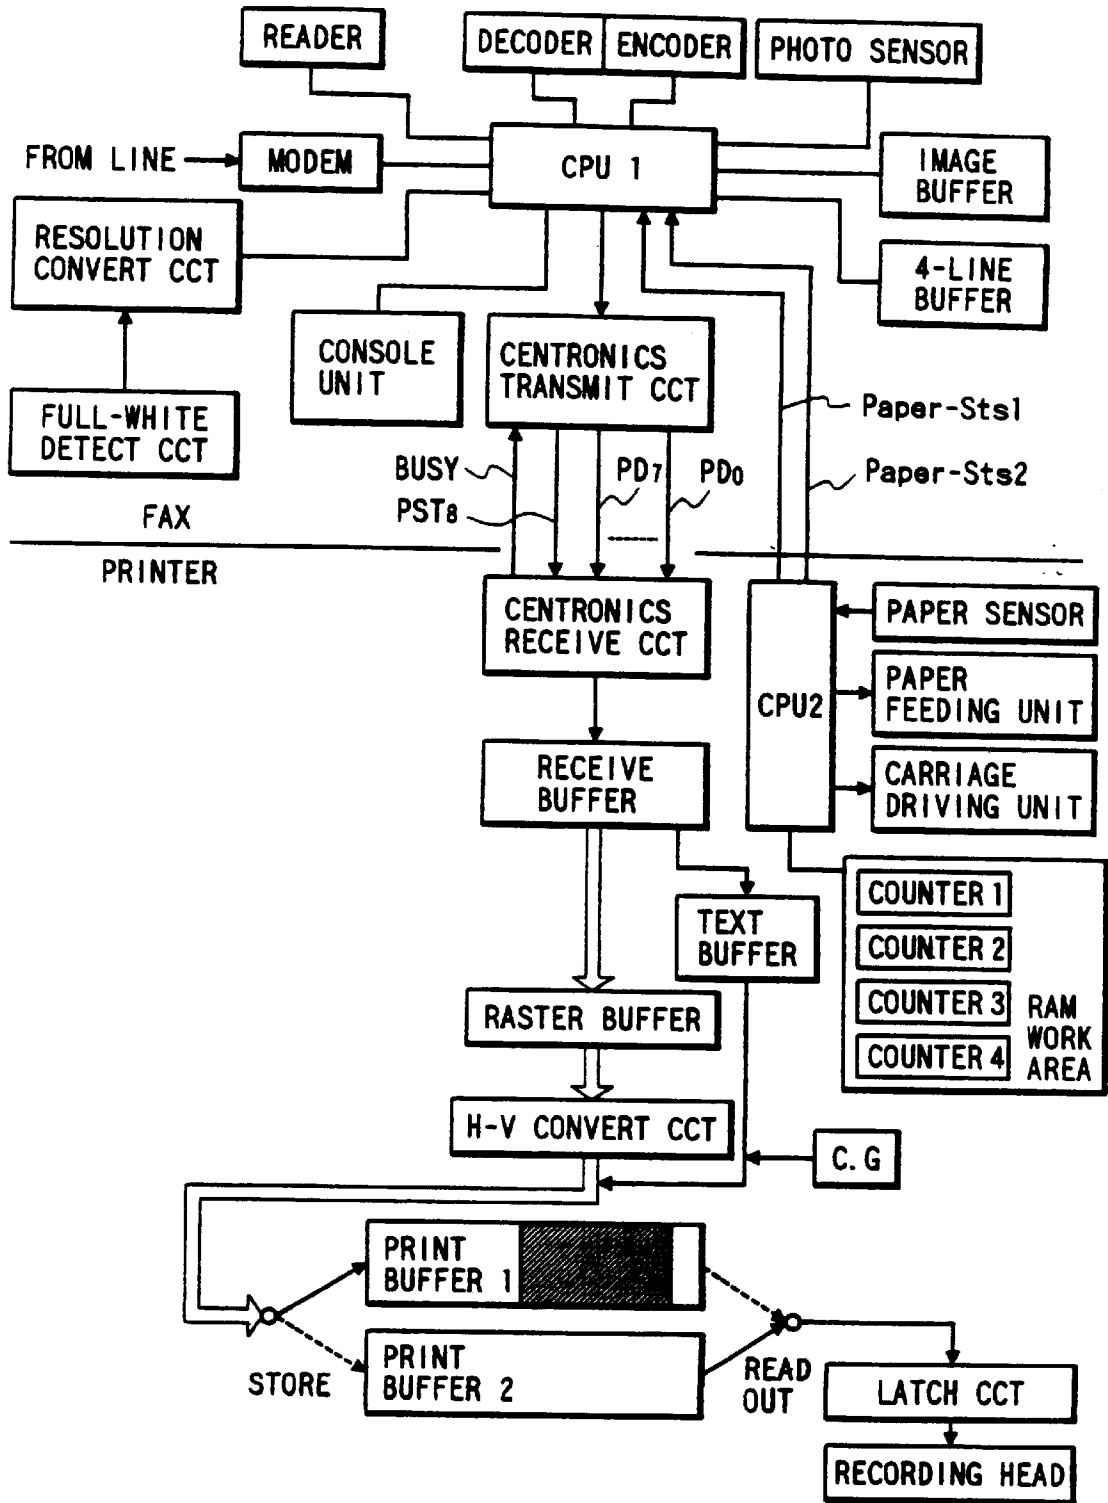 READER
DECODER
ENCODER
PHOTO SENSOR
FROM LINE
MODEM
CPU 1
IMAGE
BUFFER
RESOLUTION
CONVERT CCT
4-LINE
BUFFER
CONSOLE
UNIT
CENTRONICS
TRANSMIT CCT
FULL-WHITE
DETECT CCT
Paper-Sts1
Paper-Sts2
BUSY
PST8
PD7
PD0
FAX
PRINTER
CENTRONICS
RECEIVE CCT
CPU2
PAPER SENSOR
PAPER
FEEDING UNIT
CARRIAGE
DRIVING UNIT
RECEIVE
BUFFER
TEXT
BUFFER
COUNTER 1
COUNTER 2
COUNTER 3
COUNTER 4
RAM
WORK
AREA
RASTER BUFFER
H-V CONVERT CCT
C.G
PRINT
BUFFER 1
PRINT
BUFFER 2
STORE
READ
OUT
LATCH CCT
RECORDING HEAD